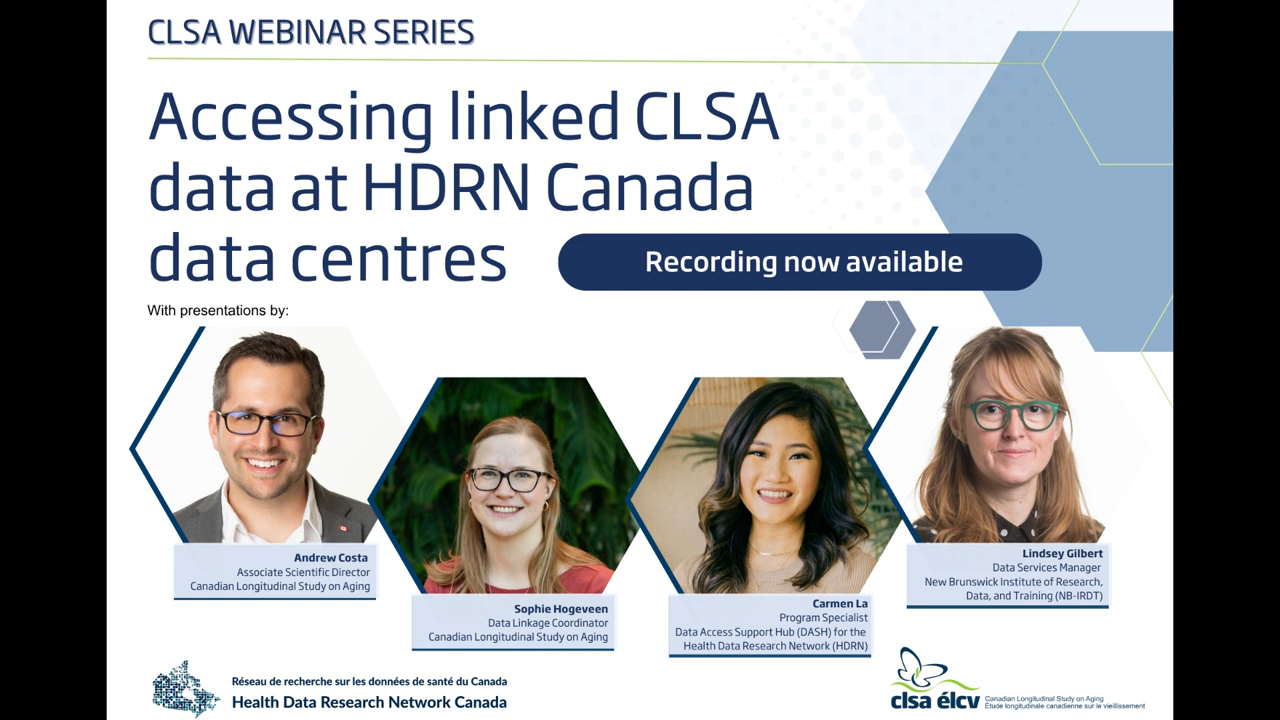 CLSA WEBINAR SERIES
Accessing linked CLSA
data at HDRN Canada
data centres
Recording now available
With presentations by:
Andrew Costa
Associate Scientific Director
Canadian Longitudinal Study on Aging
Sophie Hogeveen
Data Linkage Coordinator
Canadian Longitudinal Study on Aging
Carmen La
Program Specialist
Data Access Support Hub (DASH) for the
Health Data Research Network (HDRN)
Lindsey Gilbert
Data Services Manager
New Brunswick Institute of Research,
Data, and Training (NB-IRDT)
Réseau de recherche sur les données de santé du Canada
Health Data Research Network Canada
clsa élcv
Canadian Longitudinal Study on Aging
Étude longitudinale canadienne sur le vieillissement